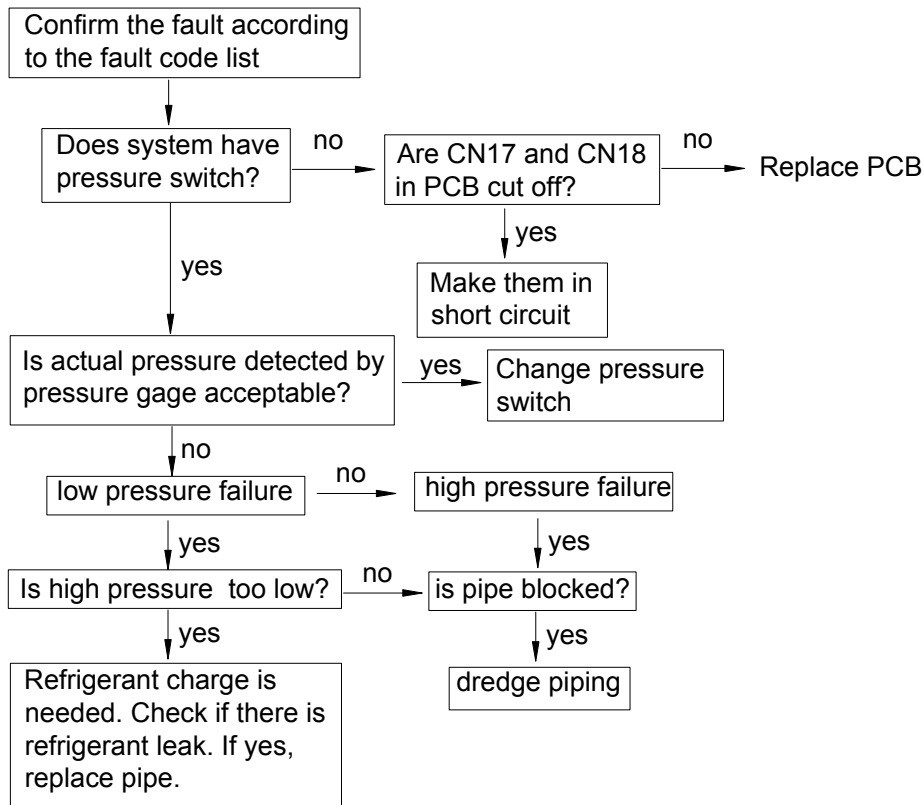 Confirm the fault according
to the fault code list
Does system have
pressure switch?
no
Are CN17 and CN18
in PCB cut off?
no
Replace PCB
yes
yes
Make them in
short circuit
Is actual pressure detected by
pressure gage acceptable?
yes
Change pressure
switch
no
low pressure failure
no
high pressure failure
yes
yes
Is high pressure  too low?
no
is pipe blocked?
yes
yes
Refrigerant charge is
needed. Check if there is
refrigerant leak. If yes,
replace pipe.
dredge piping